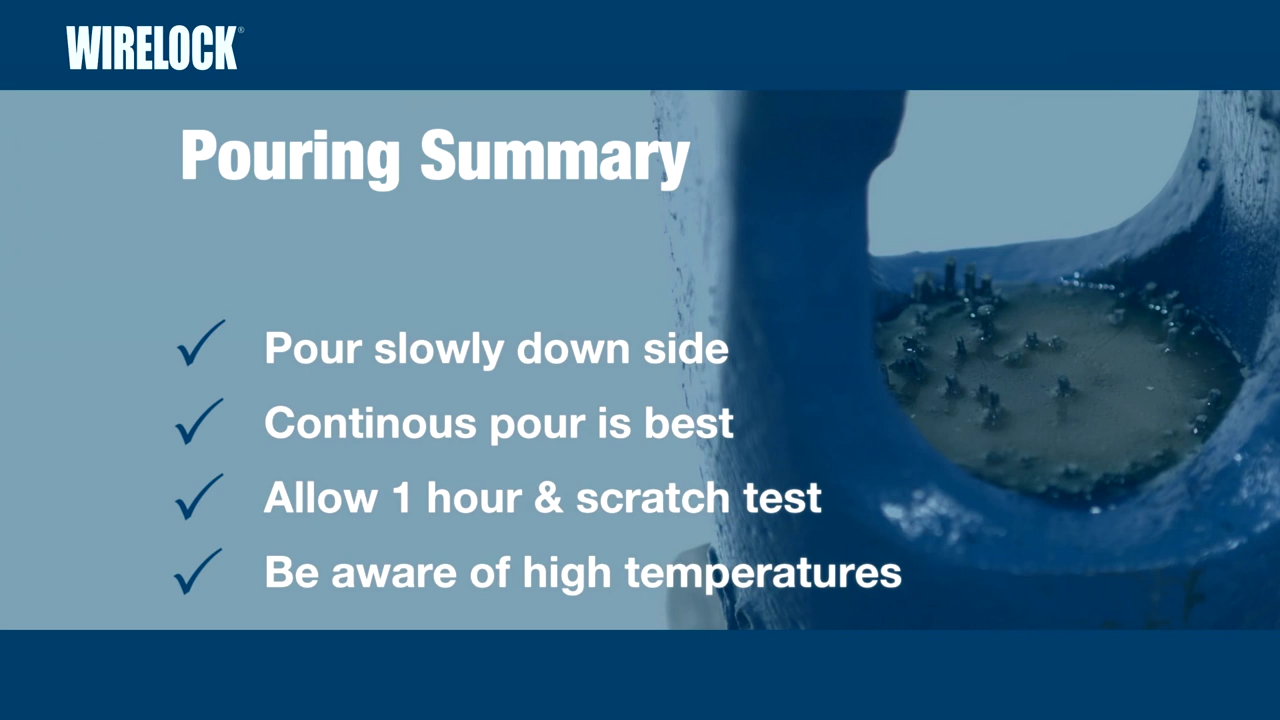 WIRELOCK®
Pouring Summary
Pour slowly down side
Continous pour is best
Allow 1 hour & scratch test
Be aware of high temperatures